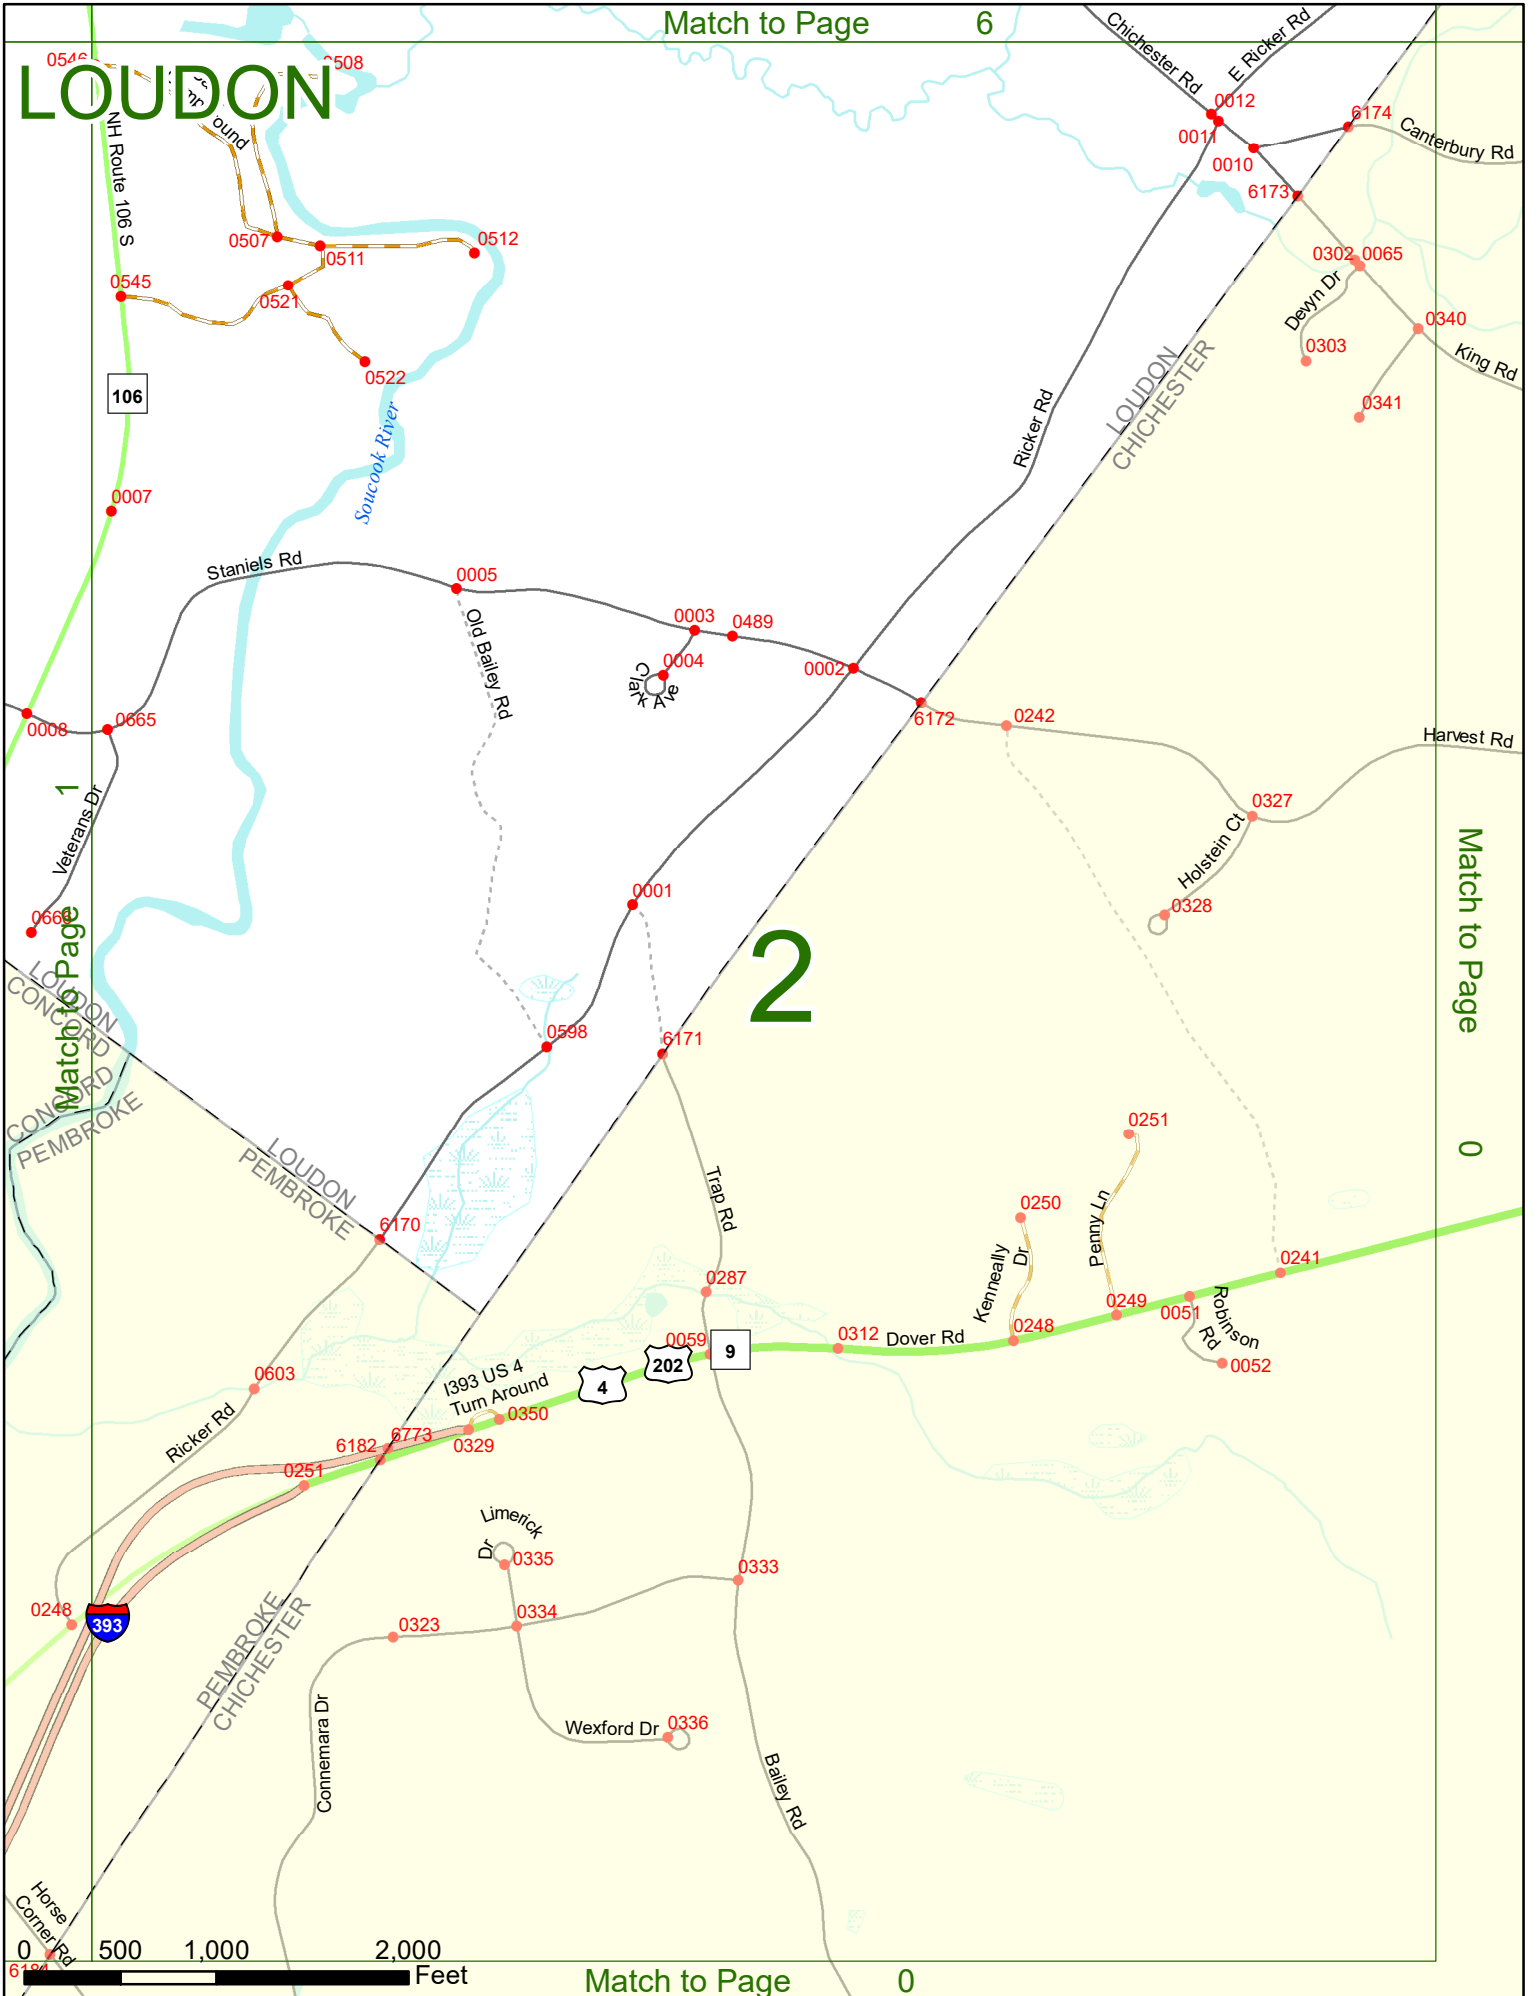 Match to Page 6
LOUDON
0546
0508
ound
NH Route 106 S
Chichester Rd
E Ricker Rd
0012
0011
0010
6174
Canterbury Rd
6173
0507
0511
0512
0545
0521
0522
106
0302
0065
Devyn Dr
0303
0340
King Rd
0341
LOUDON
CHICHESTER
Ricker Rd
Soucook River
0007
Staniels Rd
0005
Old Bailey Rd
0003
0489
0004
Clark Ave
0002
6172
0242
Harvest Rd
0008
0665
Veterans Dr
Match to Page 1
0327
Holstein Ct
0328
Match to Page 0
0001
2
LOUDON
CONCORD
0598
6171
CONCORD
PEMBROKE
LOUDON
PEMBROKE
6170
Trap Rd
0251
0250
Penny Ln
Kenneally
Dr
0241
0287
0249
0051
Robinson
Rd
0052
0248
0059
9
0312
Dover Rd
202
4
I393 US 4
Turn Around
0350
0329
0603
Ricker Rd
6773
6182
0251
Limerick
Dr
0335
0333
0248
393
0323
0334
PEMBROKE
CHICHESTER
Connemara Dr
Wexford Dr
0336
Bailey Rd
Horse
Corner Rd
6184
0 500 1,000 2,000
Feet
Match to Page 0